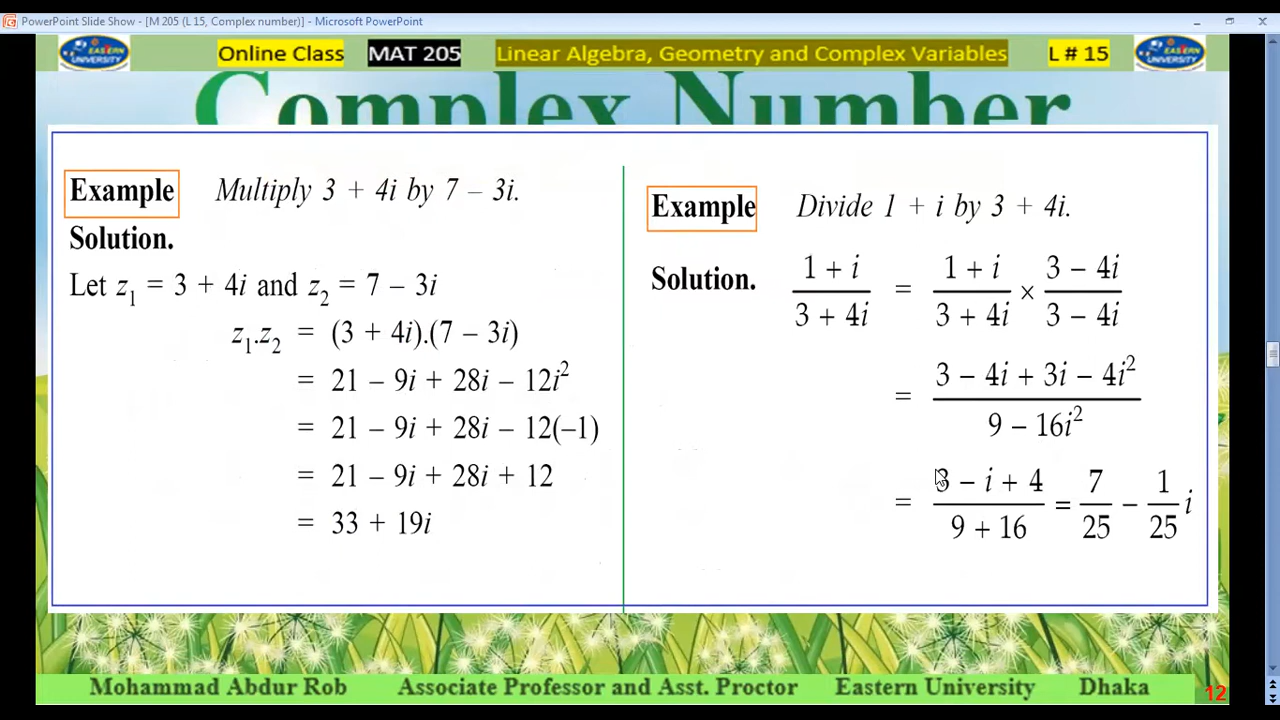 PowerPoint Slide Show - [M 205 (L 15, Complex number)] - Microsoft PowerPoint
EASTERN UNIVERSITY
Online Class MAT 205 Linear Algebra, Geometry and Complex Variables L # 15
EASTERN UNIVERSITY
Complex Number
Example Multiply 3 + 4i by 7 – 3i.
Solution.
Let z₁ = 3 + 4i and z₂ = 7 – 3i
z₁.z₂ = (3 + 4i).(7 – 3i)
= 21 – 9i + 28i – 12i²
= 21 – 9i + 28i – 12(–1)
= 21 – 9i + 28i + 12
= 33 + 19i
Example Divide 1 + i by 3 + 4i.
Solution. (1 + i)/(3 + 4i) = (1 + i)/(3 + 4i) × (3 – 4i)/(3 – 4i)
= (3 – 4i + 3i – 4i²)/(9 – 16i²)
= (3 – i + 4)/(9 + 16) = 7/25 – 1/25 i
Mohammad Abdur Rob Associate Professor and Asst. Proctor Eastern University Dhaka 12